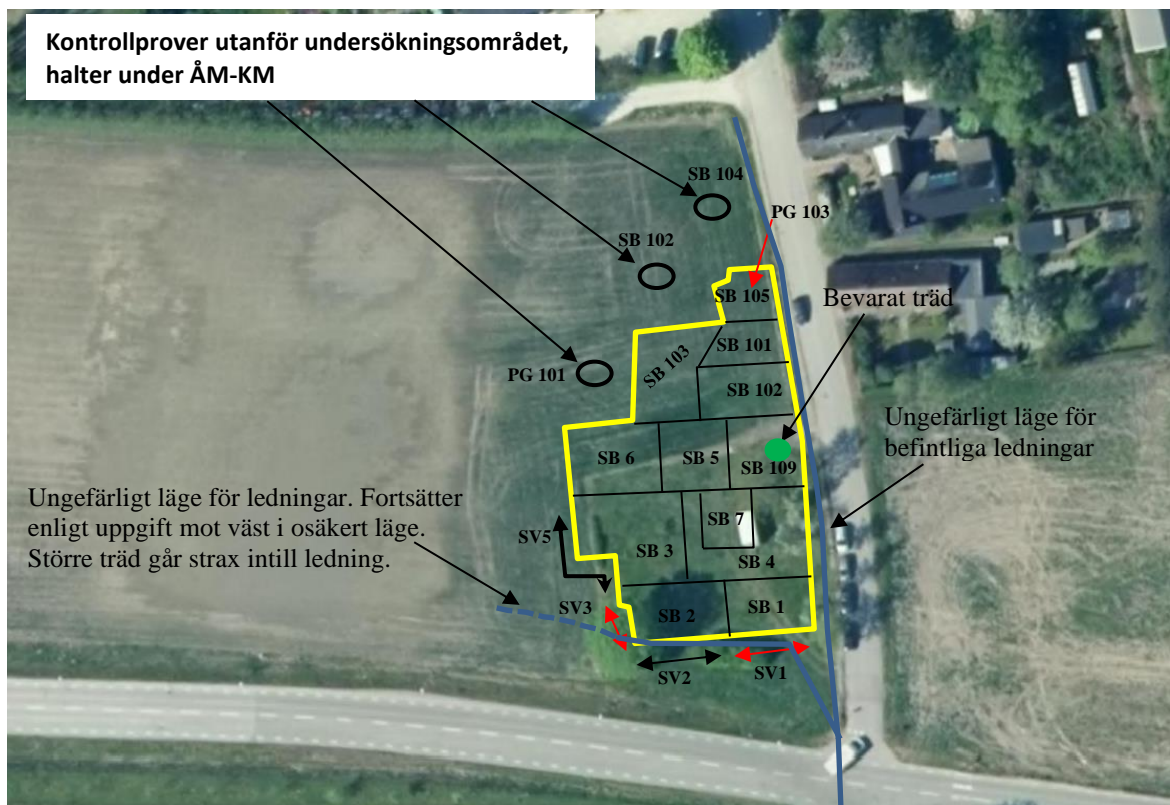 Kontrollprover utanför undersökningsområdet,
halter under ÅM-KM
SB 104
PG 103
SB 102
SB 105
Bevarat träd
SB 101
SB 103
PG 101
SB 102
Ungefärligt läge för
befintliga ledningar
SB 6
SB 5
SB 109
Ungefärligt läge för ledningar. Fortsätter
enligt uppgift mot väst i osäkert läge.
Större träd går strax intill ledning.
SB 7
SV5
SB 3
SB 4
SV3
SB 2
SB 1
SV2
SV1